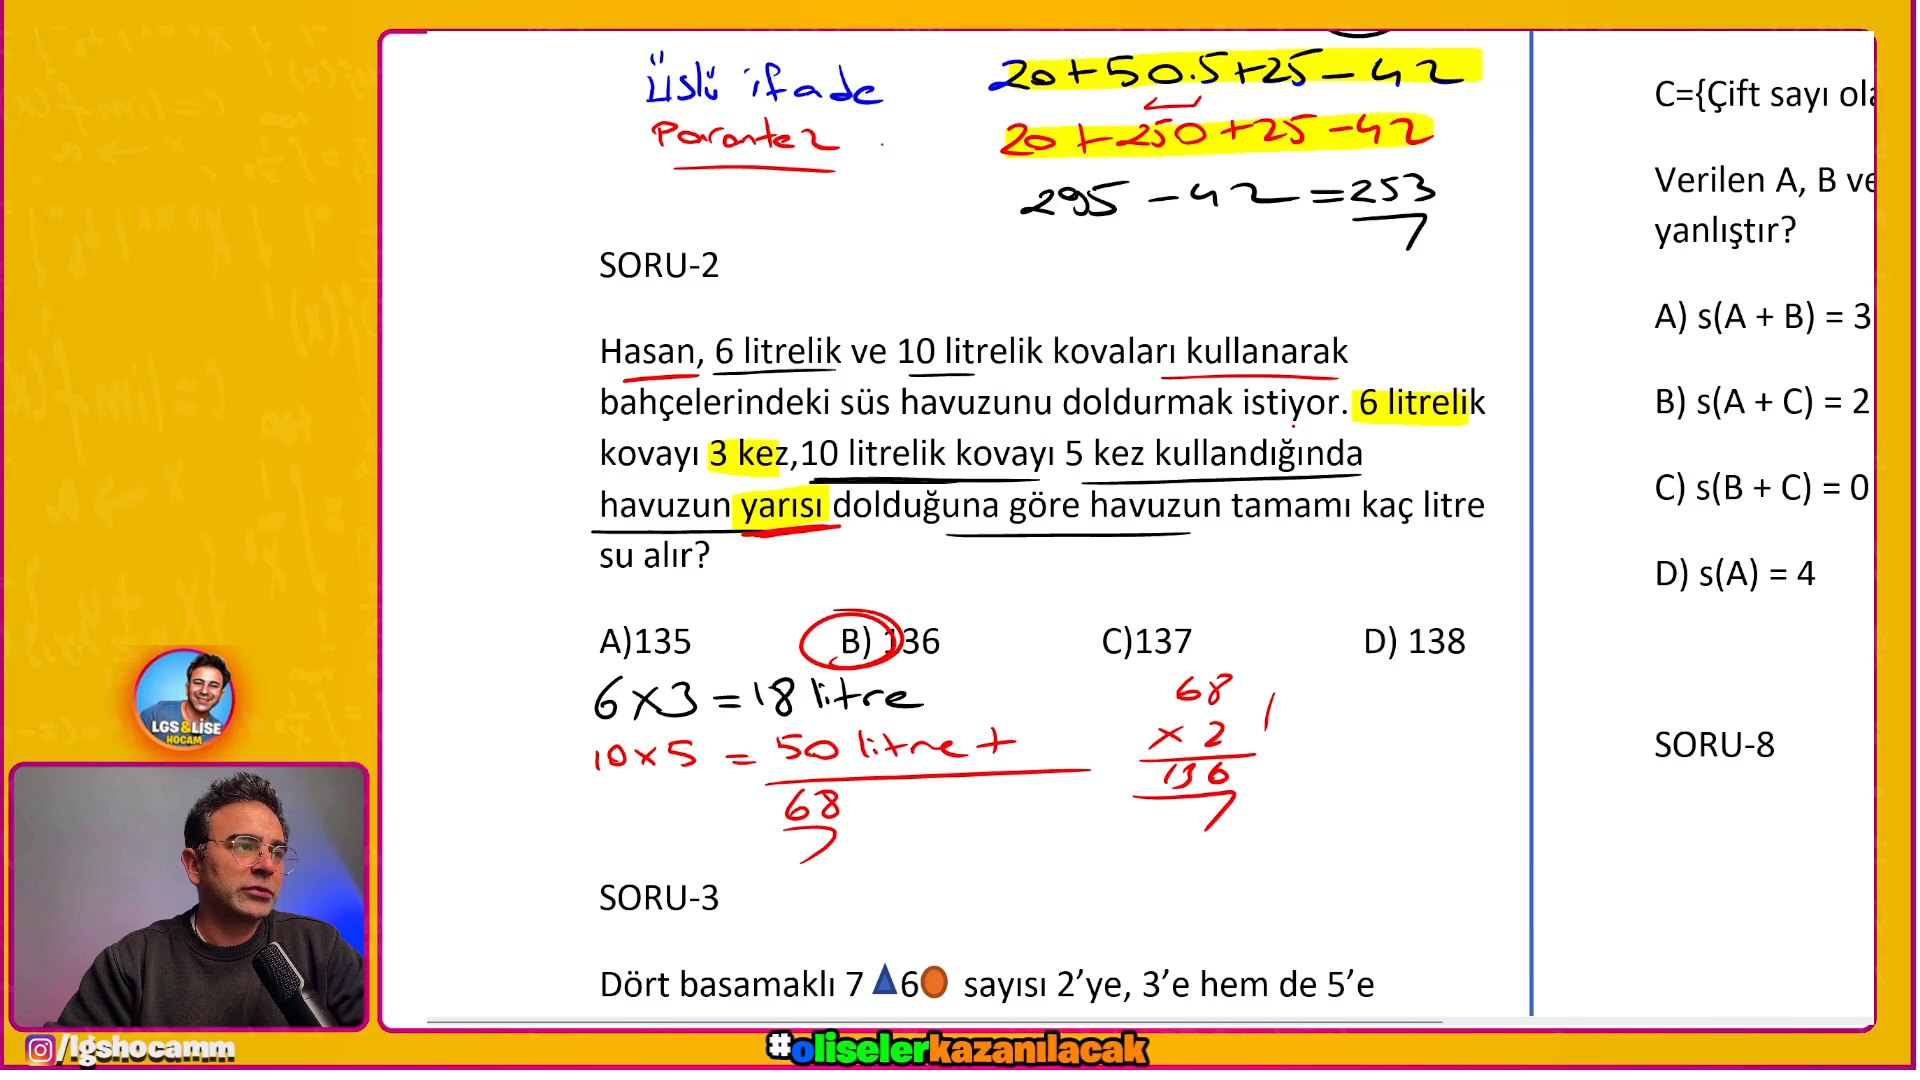 üslü ifade
Parantez
20+50.5+25-42
20+250+25-42
295-42=253
SORU-2
Hasan, 6 litrelik ve 10 litrelik kovaları kullanarak
bahçelerindeki süs havuzunu doldurmak istiyor. 6 litrelik
kovayı 3 kez,10 litrelik kovayı 5 kez kullandığında
havuzun yarısı dolduğuna göre havuzun tamamı kaç litre
su alır?
A)135 B) 136 C)137 D) 138
6x3=18 litre
10x5 = 50 litre +
68
68
x 2
136
SORU-3
Dört basamaklı 7 6 sayısı 2’ye, 3’e hem de 5’e
C={Çift sayı ola
Verilen A, B ve
yanlıştır?
A) s(A + B) = 3
B) s(A + C) = 2
C) s(B + C) = 0
D) s(A) = 4
SORU-8
LGS&LİSE
HOCAM
/lgshocamm
#oliselerkazanılacak